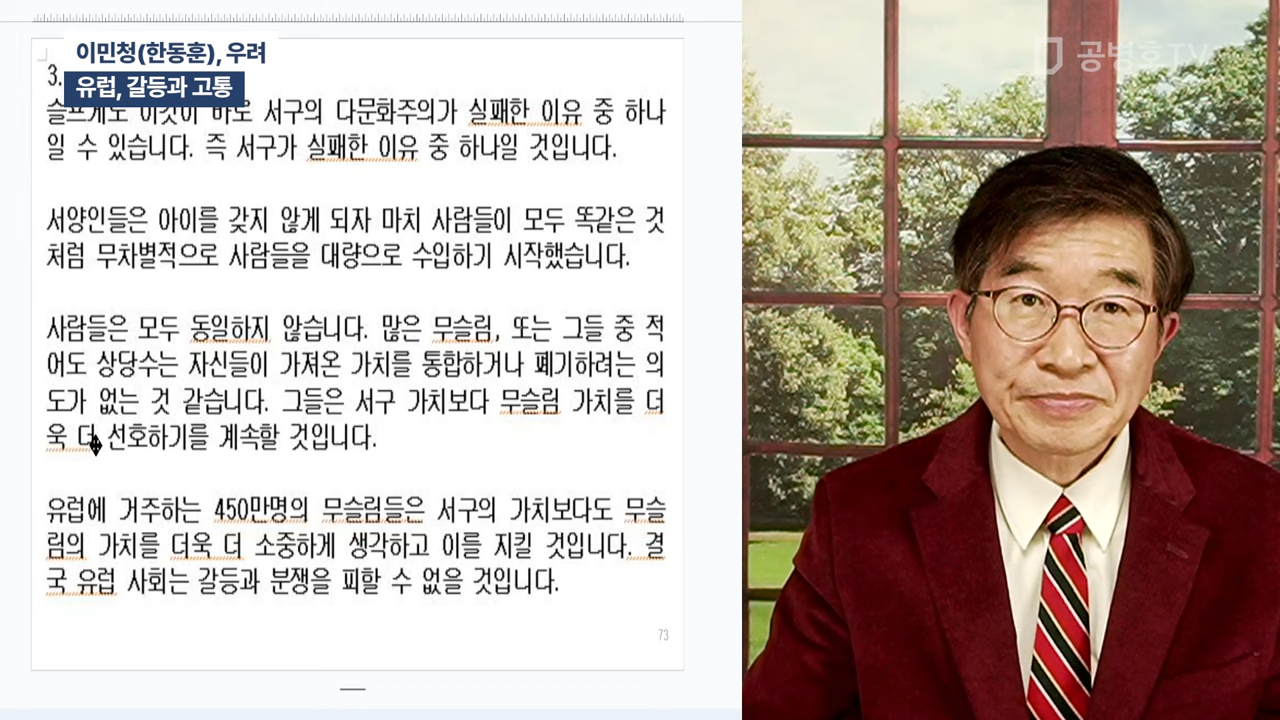 이민청(한동훈), 우려
유럽, 갈등과 고통
공병호TV
3.
슬프게도 이것이 바로 서구의 다문화주의가 실패한 이유 중 하나
일 수 있습니다. 즉 서구가 실패한 이유 중 하나일 것입니다.
서양인들은 아이를 갖지 않게 되자 마치 사람들이 모두 똑같은 것
처럼 무차별적으로 사람들을 대량으로 수입하기 시작했습니다.
사람들은 모두 동일하지 않습니다. 많은 무슬림, 또는 그들 중 적
어도 상당수는 자신들이 가져온 가치를 통합하거나 폐기하려는 의
도가 없는 것 같습니다. 그들은 서구 가치보다 무슬림 가치를 더
욱 더 선호하기를 계속할 것입니다.
유럽에 거주하는 450만명의 무슬림들은 서구의 가치보다도 무슬
림의 가치를 더욱 더 소중하게 생각하고 이를 지킬 것입니다. 결
국 유럽 사회는 갈등과 분쟁을 피할 수 없을 것입니다.
73